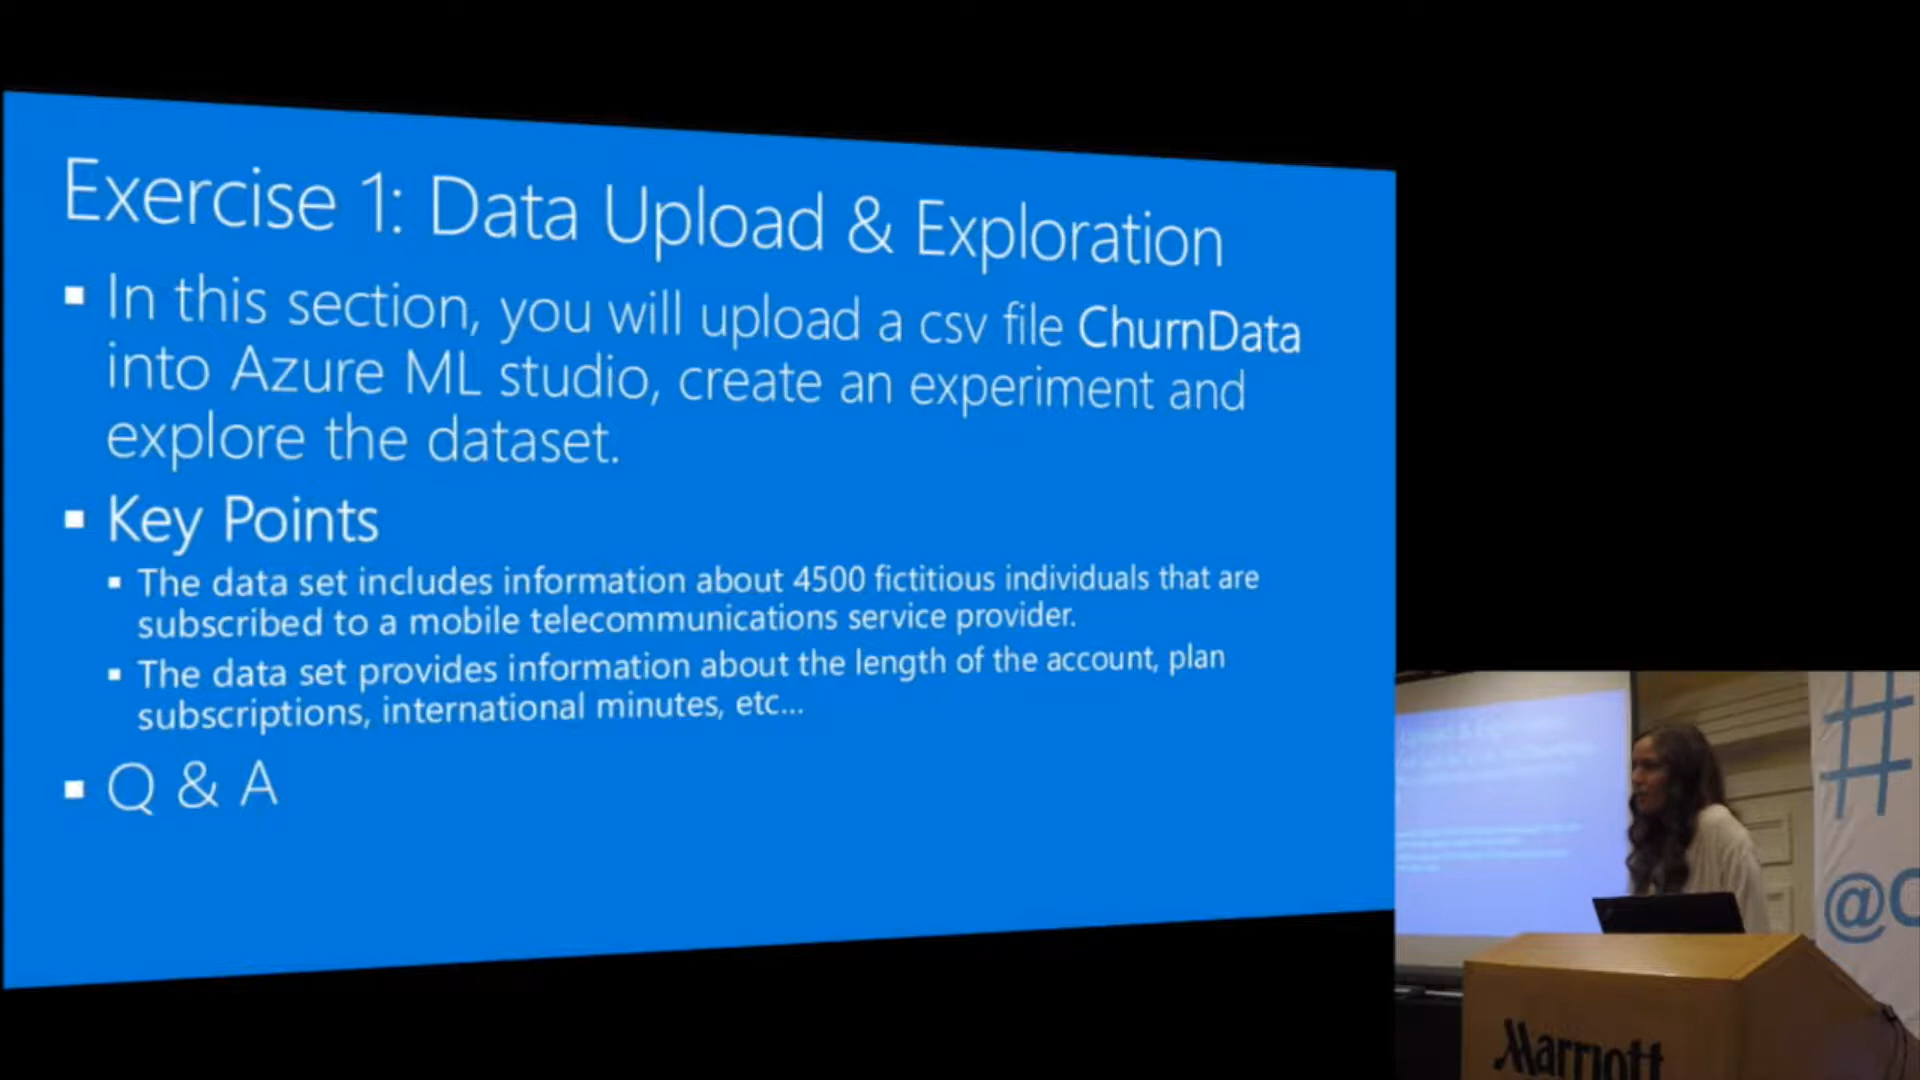 Exercise 1: Data Upload & Exploration
▪ In this section, you will upload a csv file ChurnData
into Azure ML studio, create an experiment and
explore the dataset.
▪ Key Points
▪ The data set includes information about 4500 fictitious individuals that are
subscribed to a mobile telecommunications service provider.
▪ The data set provides information about the length of the account, plan
subscriptions, international minutes, etc...
▪ Q & A
#
@
Marriott